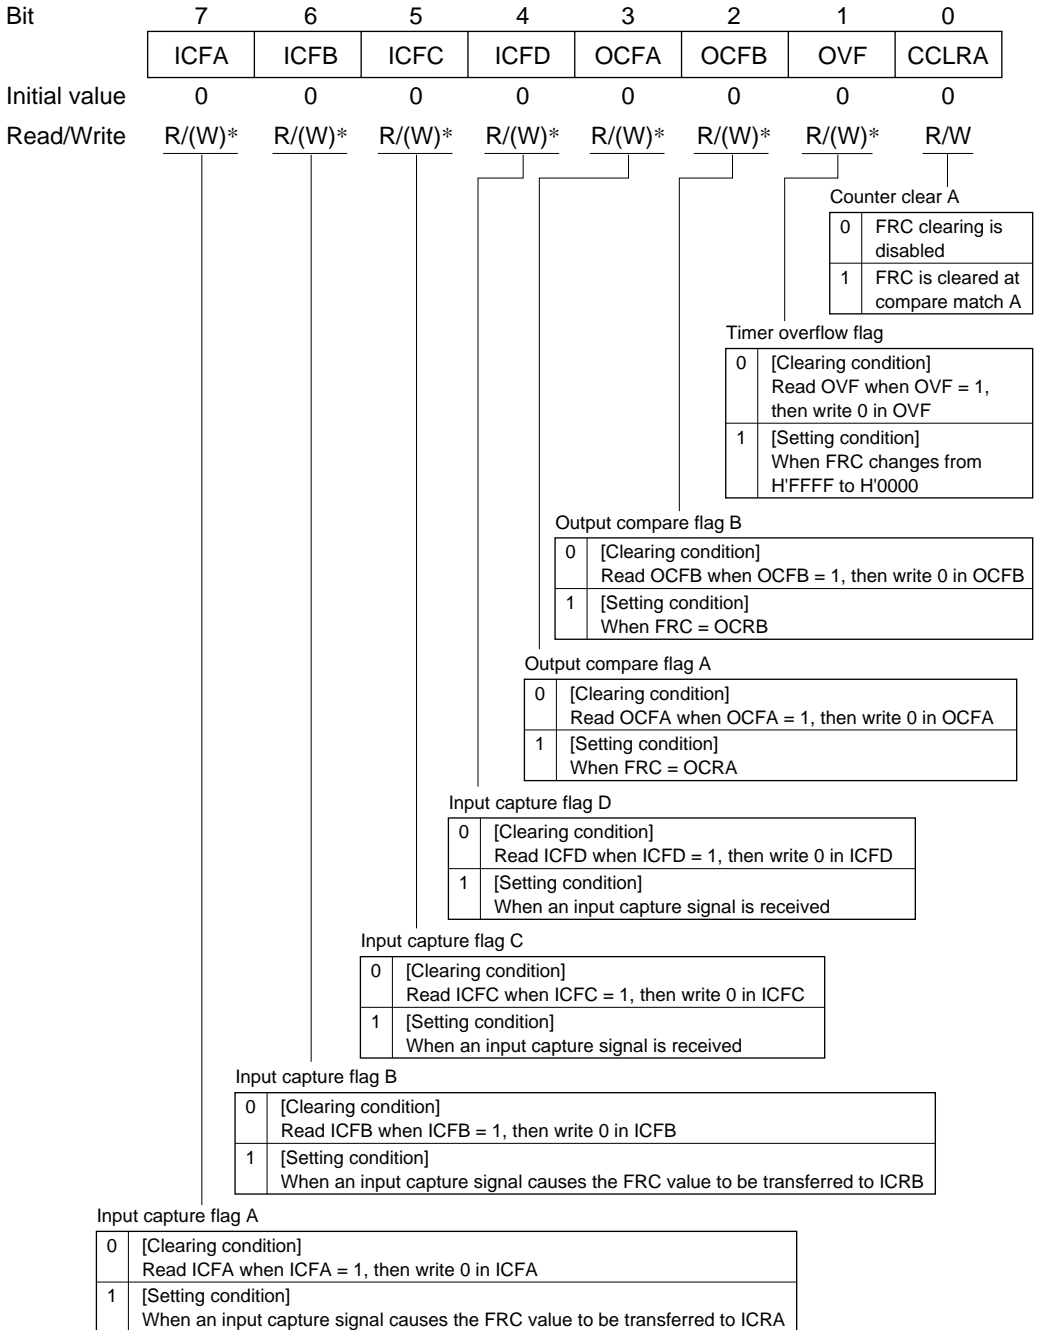 Bit 7 6 5 4 3 2 1 0
ICFA ICFB ICFC ICFD OCFA OCFB OVF CCLRA
Initial value 0 0 0 0 0 0 0 0
Read/Write R/(W)* R/(W)* R/(W)* R/(W)* R/(W)* R/(W)* R/(W)* R/W
Counter clear A
0 FRC clearing is
disabled
1 FRC is cleared at
compare match A
Timer overflow flag
0 [Clearing condition]
Read OVF when OVF = 1,
then write 0 in OVF
1 [Setting condition]
When FRC changes from
H'FFFF to H'0000
Output compare flag B
0 [Clearing condition]
Read OCFB when OCFB = 1, then write 0 in OCFB
1 [Setting condition]
When FRC = OCRB
Output compare flag A
0 [Clearing condition]
Read OCFA when OCFA = 1, then write 0 in OCFA
1 [Setting condition]
When FRC = OCRA
Input capture flag D
0 [Clearing condition]
Read ICFD when ICFD = 1, then write 0 in ICFD
1 [Setting condition]
When an input capture signal is received
Input capture flag C
0 [Clearing condition]
Read ICFC when ICFC = 1, then write 0 in ICFC
1 [Setting condition]
When an input capture signal is received
Input capture flag B
0 [Clearing condition]
Read ICFB when ICFB = 1, then write 0 in ICFB
1 [Setting condition]
When an input capture signal causes the FRC value to be transferred to ICRB
Input capture flag A
0 [Clearing condition]
Read ICFA when ICFA = 1, then write 0 in ICFA
1 [Setting condition]
When an input capture signal causes the FRC value to be transferred to ICRA